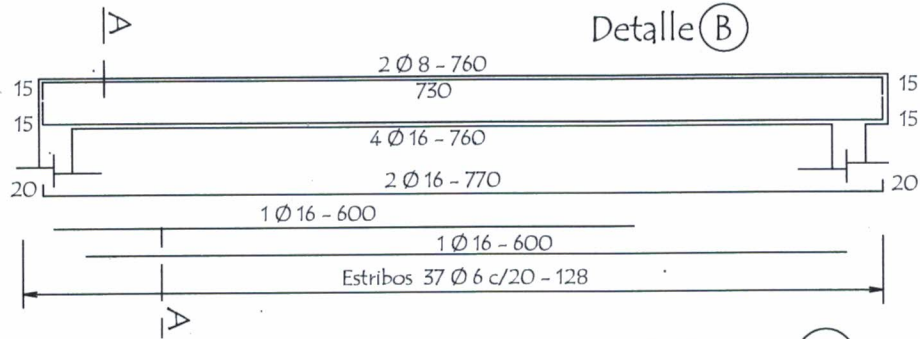 A
Detalle B
2 Ø 8 - 760
15 730 15
15 15
4 Ø 16 - 760
20 2 Ø 16 - 770 20
1 Ø 16 - 600
1 Ø 16 - 600
Estribos 37 Ø 6 c/20 - 128
A